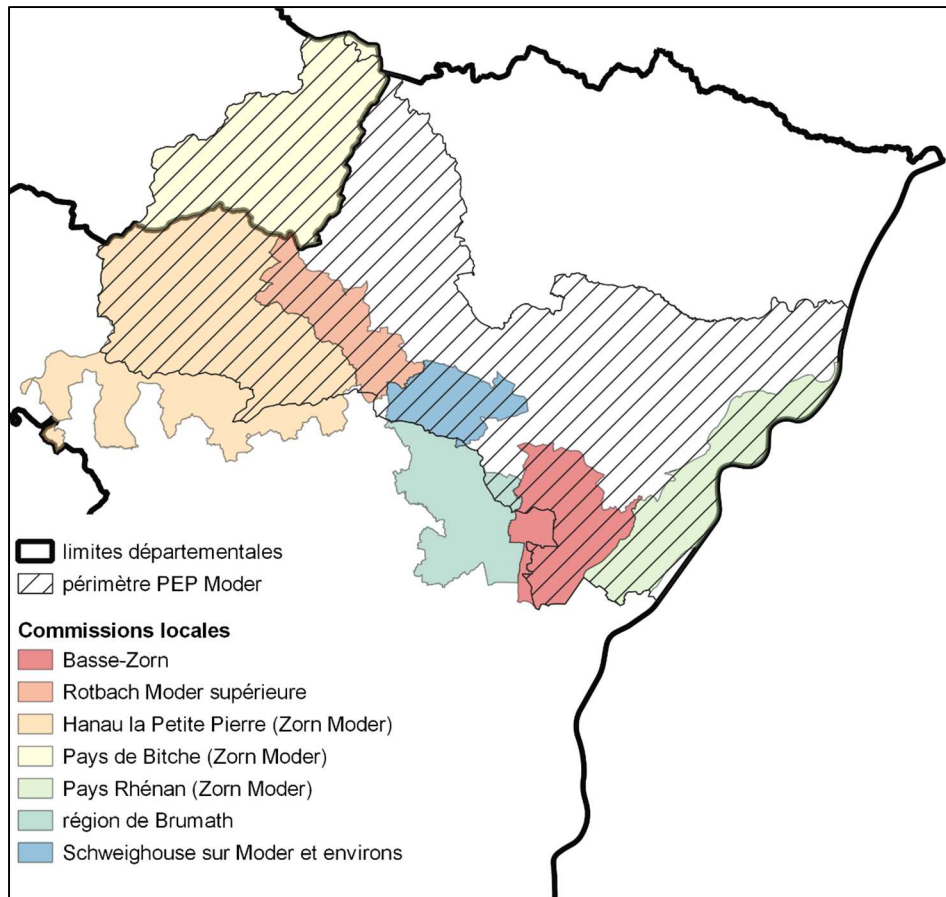 limites départementales
périmètre PEP Moder
Commissions locales
Basse-Zorn
Rotbach Moder supérieure
Hanau la Petite Pierre (Zorn Moder)
Pays de Bitche (Zorn Moder)
Pays Rhénan (Zorn Moder)
région de Brumath
Schweighouse sur Moder et environs